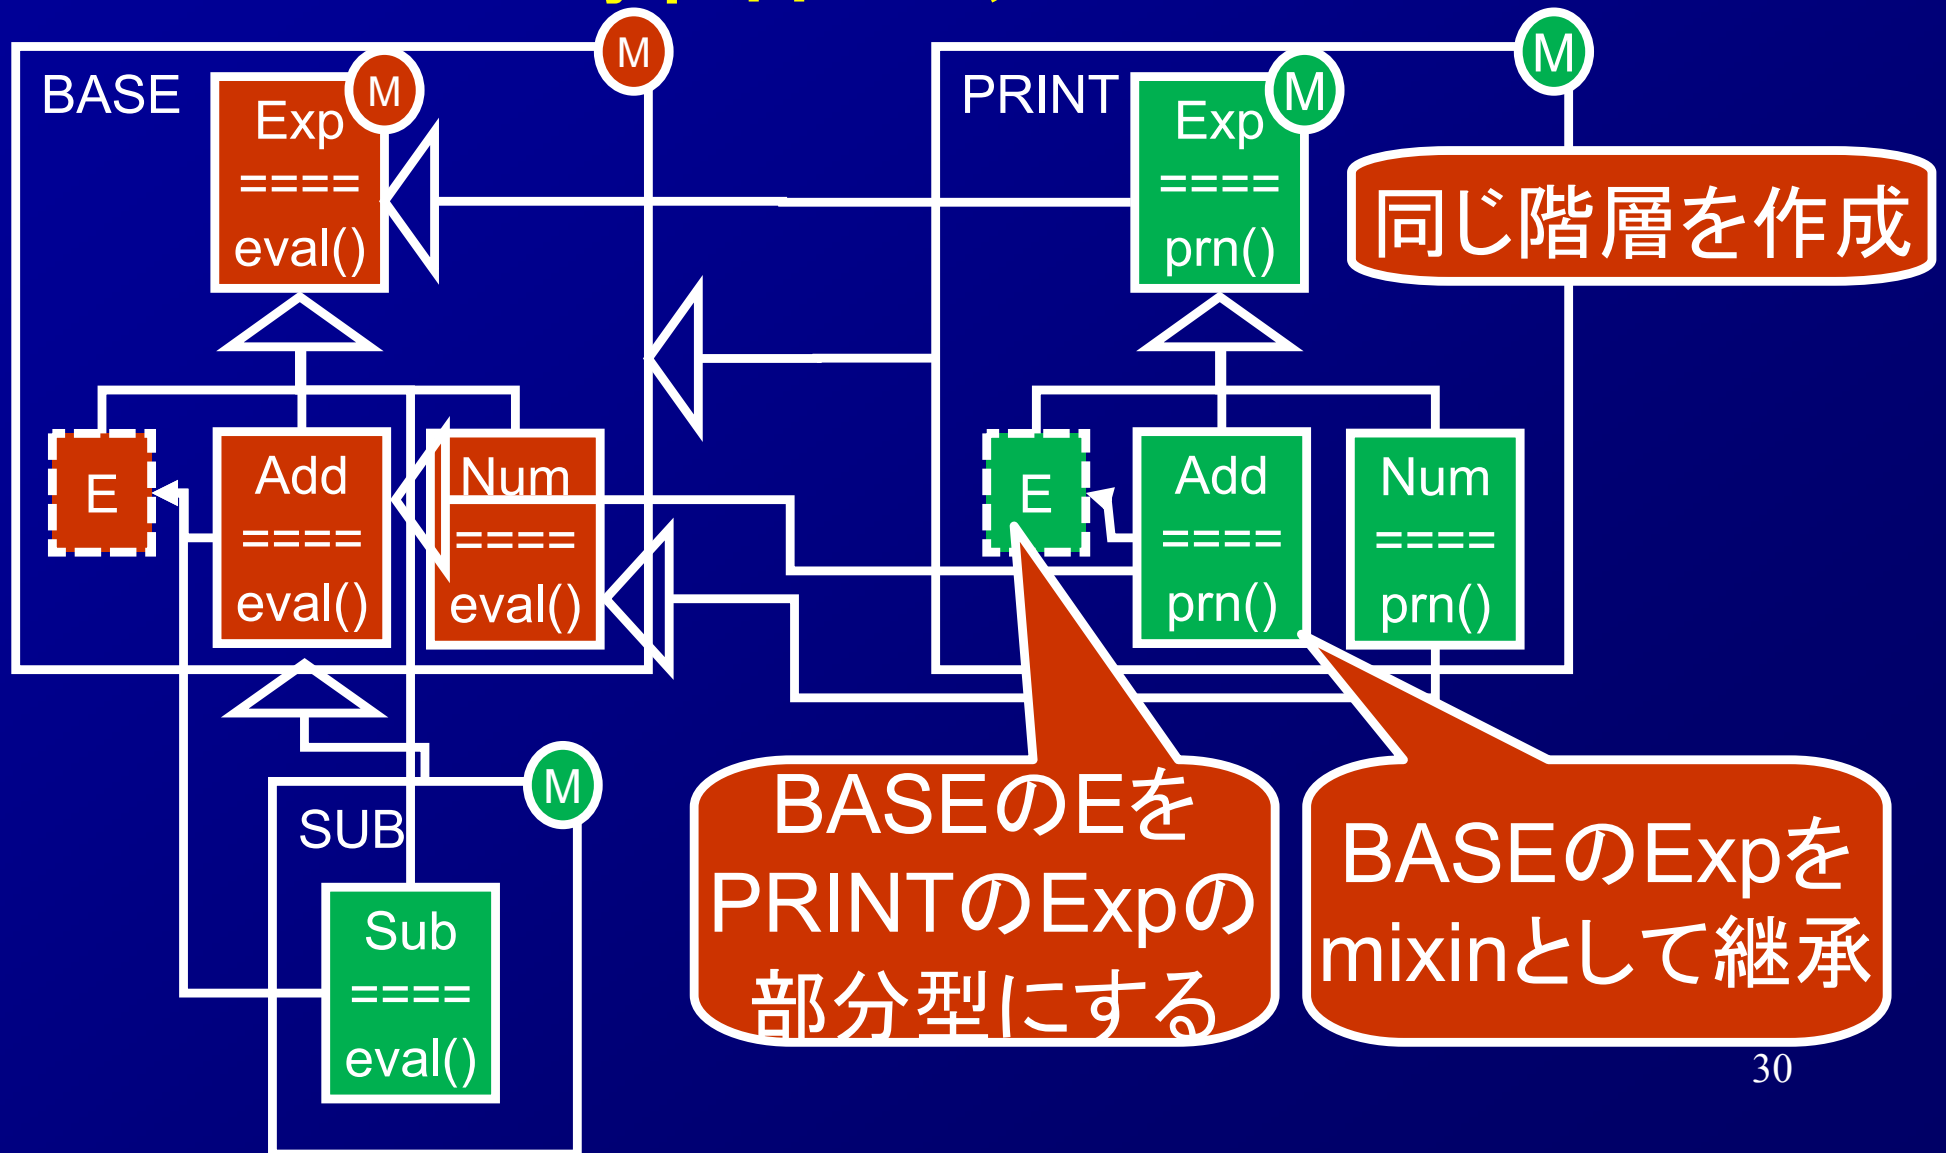 M
BASE
M
Exp
====
eval()
E
Add
====
eval()
Num
====
eval()
M
PRINT
M
Exp
====
prn()
同じ階層を作成
E
Add
====
prn()
Num
====
prn()
M
SUB
Sub
====
eval()
BASEのEを
PRINTのExpの
部分型にする
BASEのExpを
mixinとして継承
30